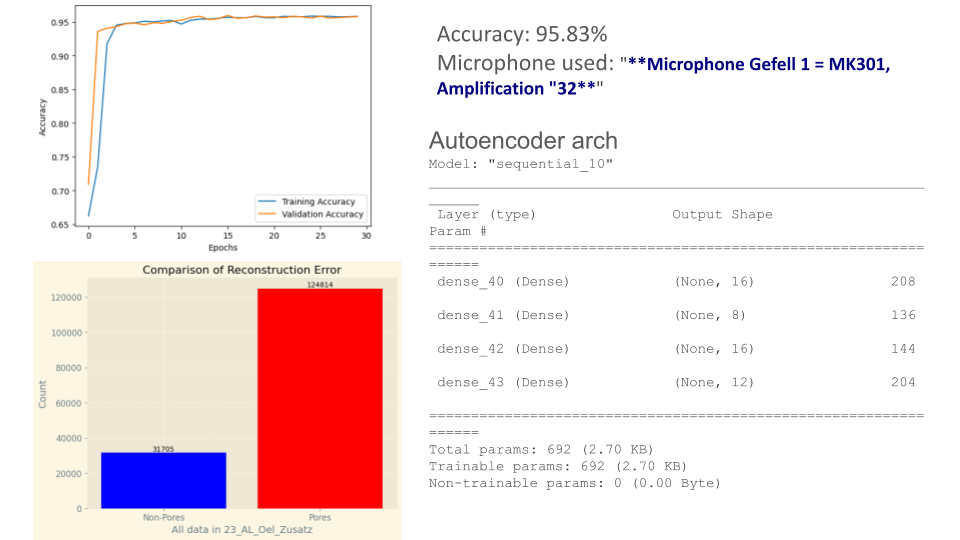 0.95
0.90
0.85
0.80
0.75
0.70
0.65
Accuracy
Training Accuracy
Validation Accuracy
0 5 10 15 20 25 30
Epochs
Comparison of Reconstruction Error
120000
100000
80000
60000
40000
20000
0
Count
124814
31705
Non-Pores Pores
All data in 23_AL_Oel_Zusatz
Accuracy: 95.83%
Microphone used: "**Microphone Gefell 1 = MK301,
Amplification "32**"
Autoencoder arch
Model: "sequential_10"
_________________________________________________________________
Layer (type) Output Shape
Param #
=================================================================
dense_40 (Dense) (None, 16) 208
dense_41 (Dense) (None, 8) 136
dense_42 (Dense) (None, 16) 144
dense_43 (Dense) (None, 12) 204
=================================================================
Total params: 692 (2.70 KB)
Trainable params: 692 (2.70 KB)
Non-trainable params: 0 (0.00 Byte)